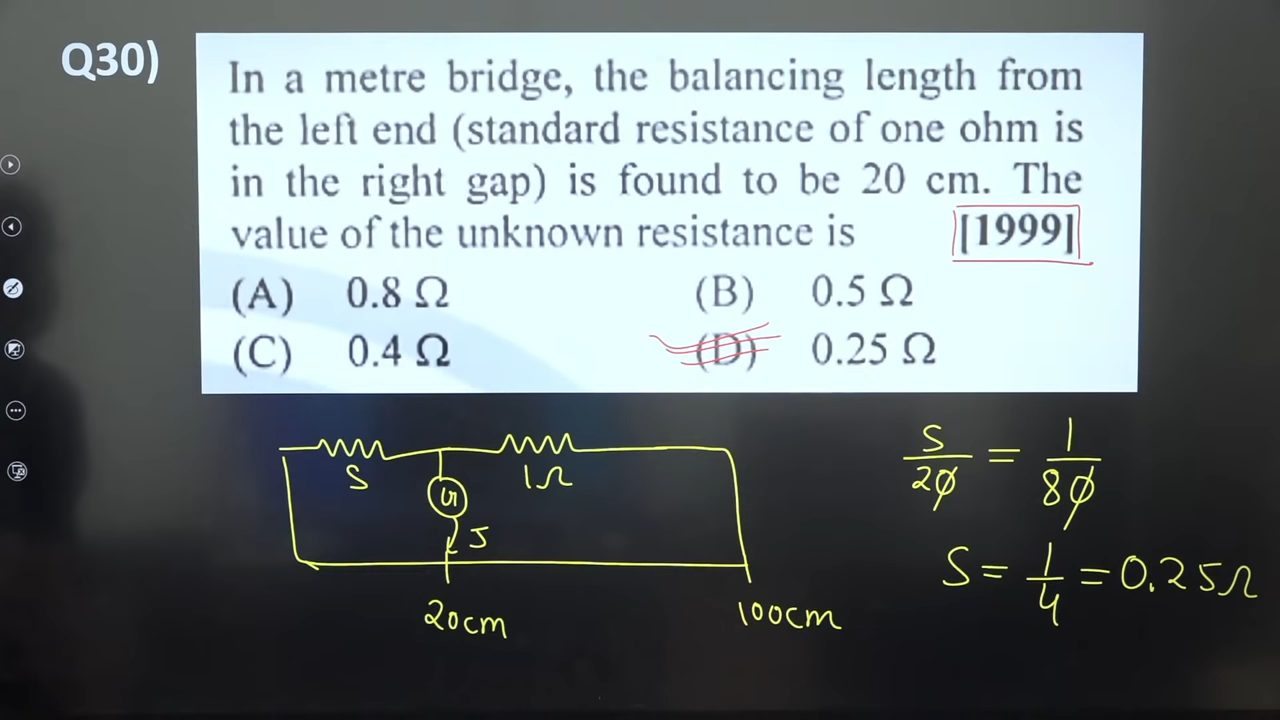 Q30)
In a metre bridge, the balancing length from
the left end (standard resistance of one ohm is
in the right gap) is found to be 20 cm. The
value of the unknown resistance is [1999]
(A) 0.8 Ω (B) 0.5 Ω
(C) 0.4 Ω (D) 0.25 Ω
S 1Ω
G
J
20cm 100cm
S/20 = 1/80
S = 1/4 = 0.25Ω